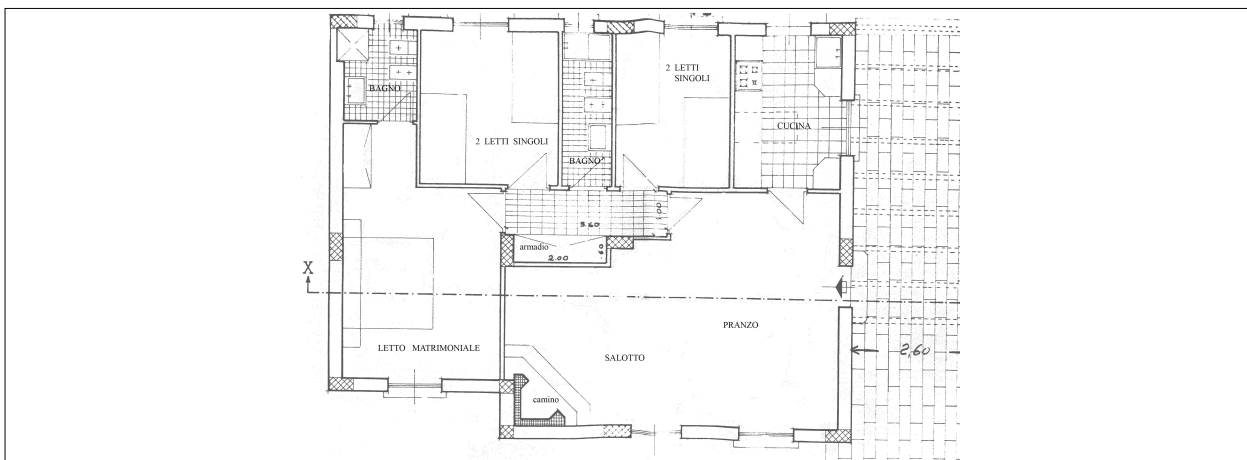 BAGNO
2 LETTI SINGOLI
BAGNO
2 LETTI
SINGOLI
CUCINA
3.60
1.00
armadio
.60
2.00
X
PRANZO
LETTO MATRIMONIALE
SALOTTO
2,60
camino